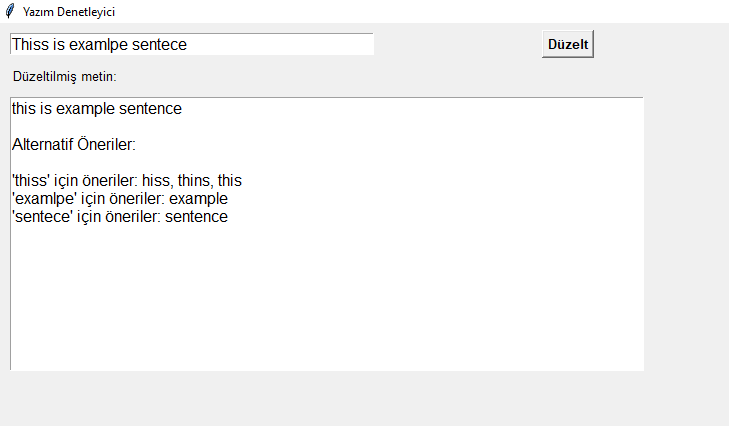 Yazım Denetleyici
Thiss is examlpe sentece
Düzelt
Düzeltilmiş metin:
this is example sentence
Alternatif Öneriler:
'thiss' için öneriler: hiss, thins, this
'examlpe' için öneriler: example
'sentece' için öneriler: sentence